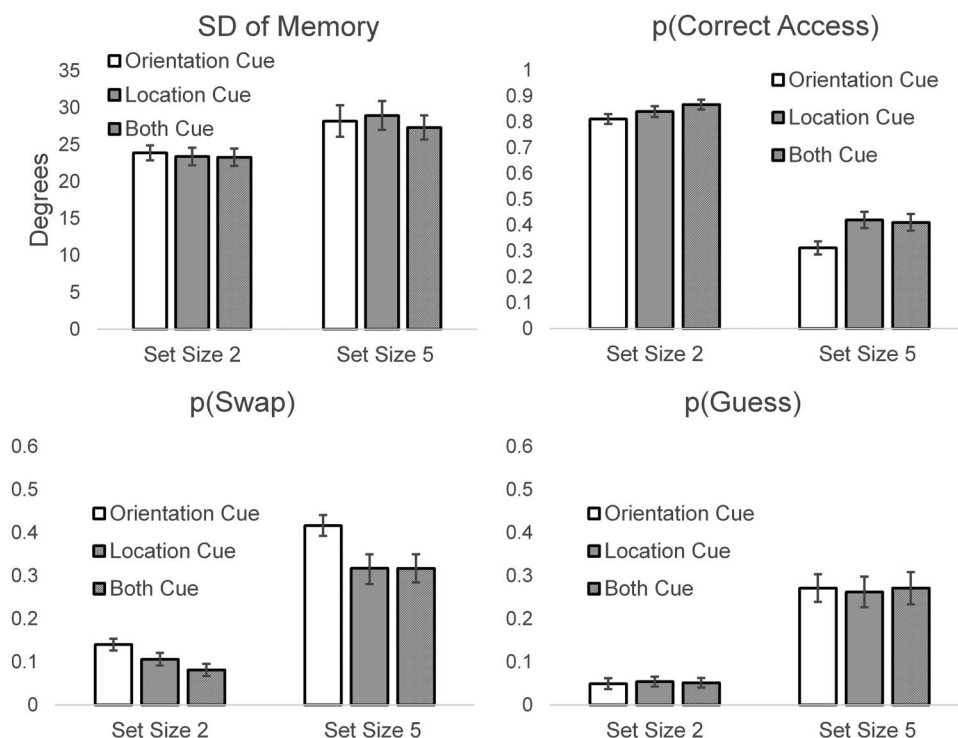 SD of Memory
35
30
25
20
15
10
5
0
Degrees
Orientation Cue
Location Cue
Both Cue
Set Size 2
Set Size 5
p(Correct Access)
1
0.9
0.8
0.7
0.6
0.5
0.4
0.3
0.2
0.1
0
Orientation Cue
Location Cue
Both Cue
Set Size 2
Set Size 5
p(Swap)
0.6
0.5
0.4
0.3
0.2
0.1
0
Orientation Cue
Location Cue
Both Cue
Set Size 2
Set Size 5
p(Guess)
0.6
0.5
0.4
0.3
0.2
0.1
0
Orientation Cue
Location Cue
Both Cue
Set Size 2
Set Size 5